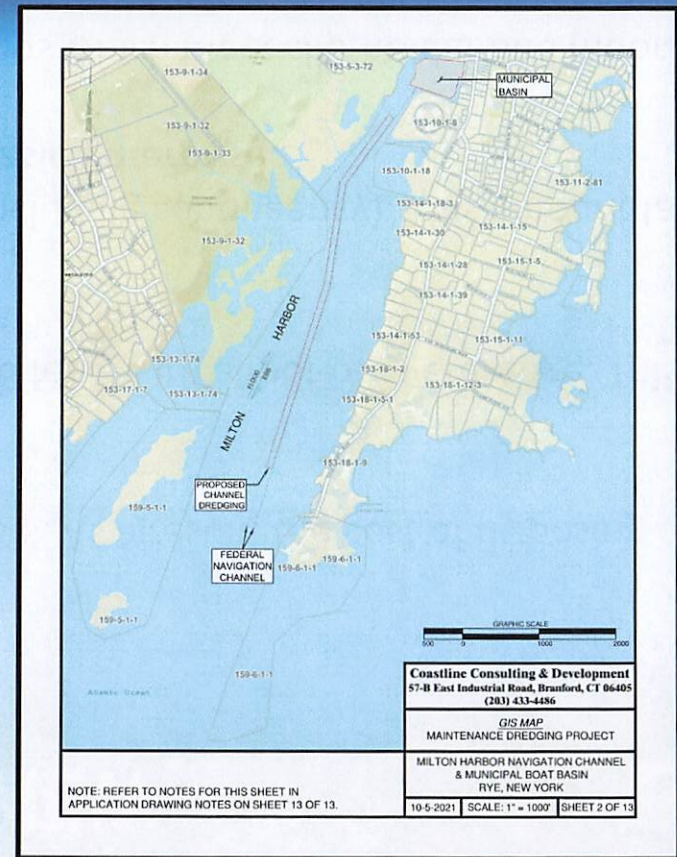 153-9-1-34
153-5-3-72
MUNICIPAL
BASIN
153-9-1-32
153-10-1-8
153-9-1-33
153-10-1-18
153-11-2-81
153-14-1-18-3
153-14-1-15
153-14-1-30
153-9-1-32
153-14-1-28
153-15-1-5
153-14-1-39
MILTON HARBOR
FLOOD
EBB
153-14-1-53
153-15-1-11
153-13-1-74
153-18-1-2
153-17-1-7
153-13-1-74
153-18-1-12-3
153-18-1-5-1
153-18-1-9
PROPOSED
CHANNEL
DREDGING
159-5-1-1
FEDERAL
NAVIGATION
CHANNEL
159-6-1-1
159-6-1-1
159-5-1-1
GRAPHIC SCALE
500 0 1000 2000
159-6-1-1
Atlantic Ocean
Coastline Consulting & Development
57-B East Industrial Road, Branford, CT 06405
(203) 433-4486
GIS MAP
MAINTENANCE DREDGING PROJECT
MILTON HARBOR NAVIGATION CHANNEL
& MUNICIPAL BOAT BASIN
RYE, NEW YORK
NOTE: REFER TO NOTES FOR THIS SHEET IN
APPLICATION DRAWING NOTES ON SHEET 13 OF 13.
10-5-2021 SCALE: 1" = 1000' SHEET 2 OF 13